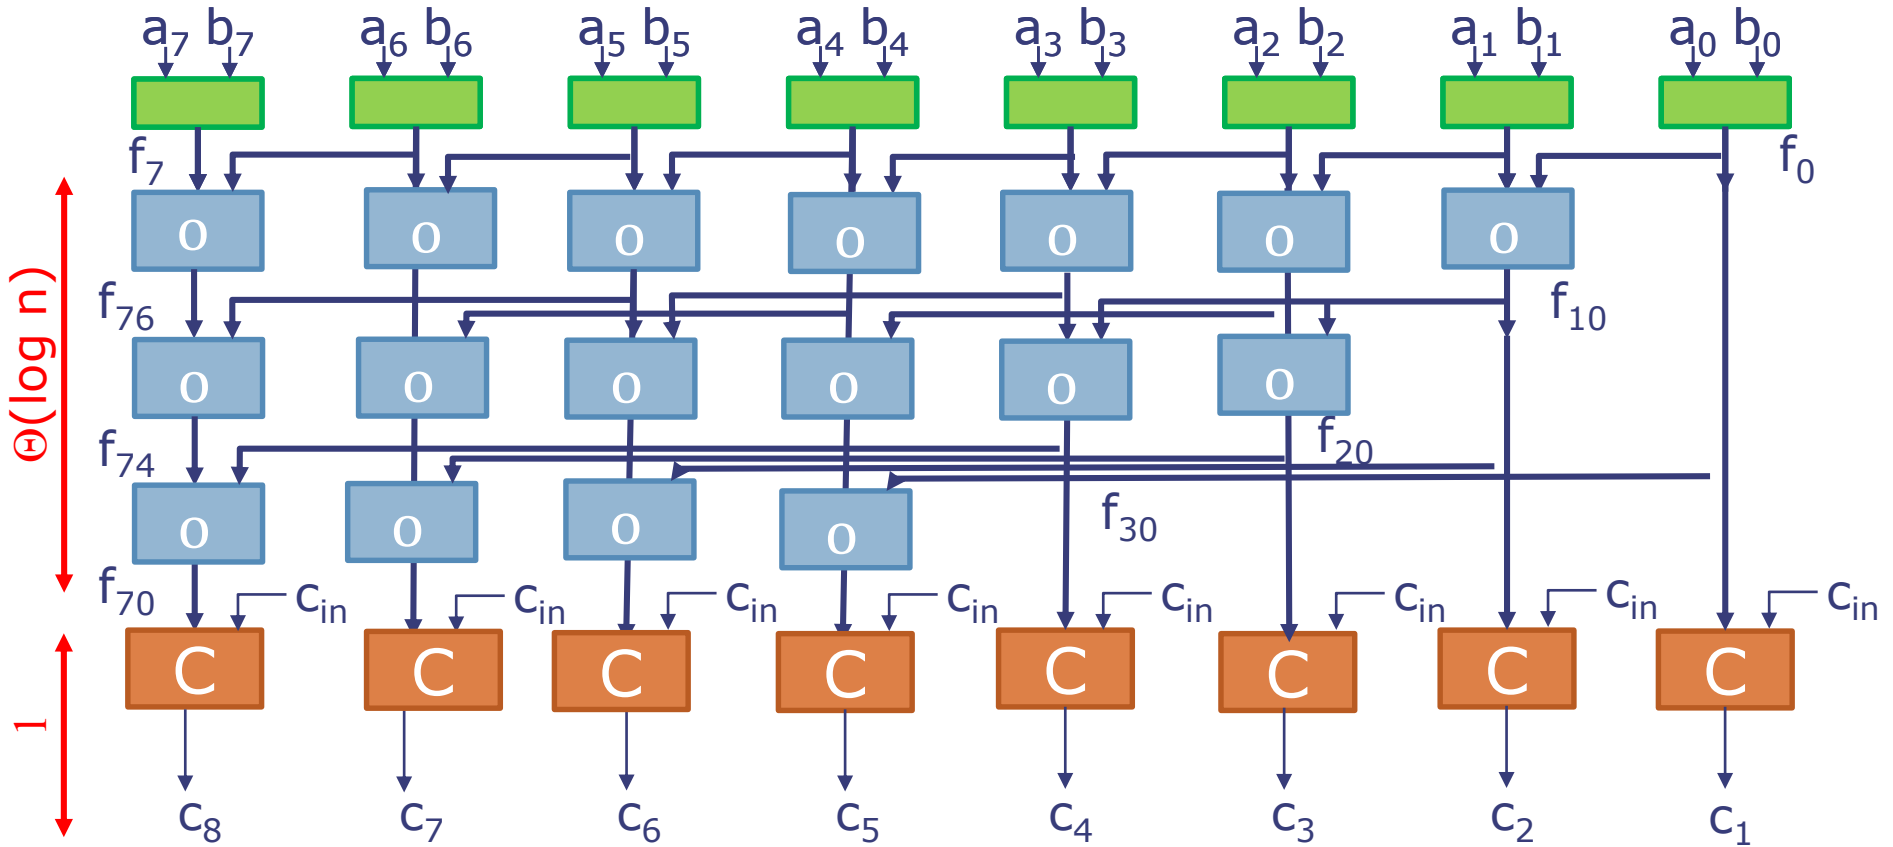 a7 b7 a6 b6 a5 b5 a4 b4 a3 b3 a2 b2 a1 b1 a0 b0
f7 f0
o o o o o o o
f76 f10
o o o o o o
f74 f20
o o o o
f30
f70 cin cin cin cin cin cin cin cin
C C C C C C C C
c8 c7 c6 c5 c4 c3 c2 c1
Θ(log n)
1